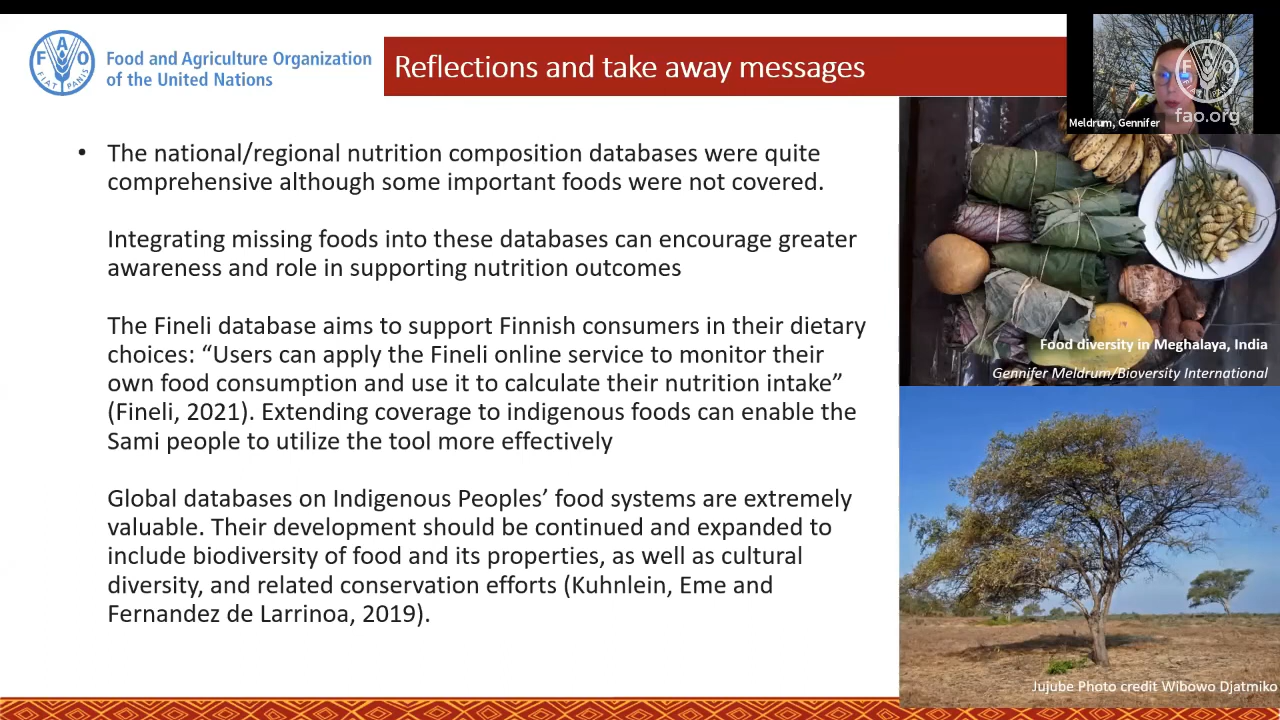 F A O
FIAT PANIS
Food and Agriculture Organization
of the United Nations
Reflections and take away messages
fao.org
Meldrum, Gennifer
• The national/regional nutrition composition databases were quite
comprehensive although some important foods were not covered.
Integrating missing foods into these databases can encourage greater
awareness and role in supporting nutrition outcomes
The Fineli database aims to support Finnish consumers in their dietary
choices: “Users can apply the Fineli online service to monitor their
own food consumption and use it to calculate their nutrition intake”
(Fineli, 2021). Extending coverage to indigenous foods can enable the
Sami people to utilize the tool more effectively
Global databases on Indigenous Peoples’ food systems are extremely
valuable. Their development should be continued and expanded to
include biodiversity of food and its properties, as well as cultural
diversity, and related conservation efforts (Kuhnlein, Eme and
Fernandez de Larrinoa, 2019).
Food diversity in Meghalaya, India
Gennifer Meldrum/Bioversity International
Jujube Photo credit Wibowo Djatmiko